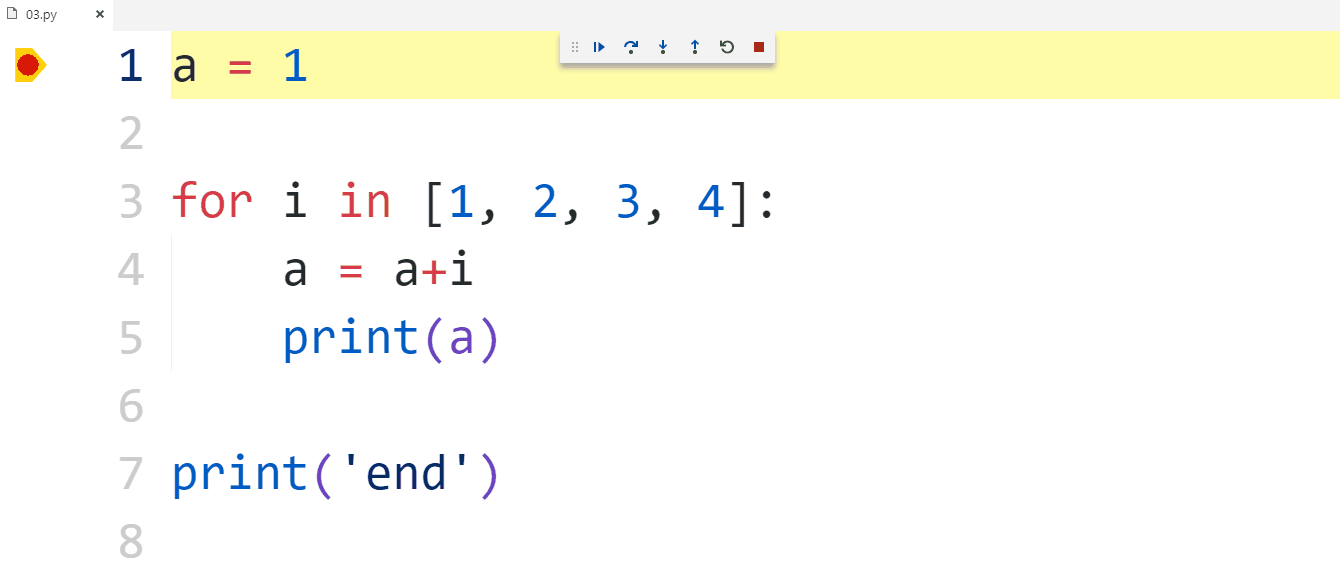 03.py
1 a = 1
2
3 for i in [1, 2, 3, 4]:
4     a = a+i
5     print(a)
6
7 print('end')
8